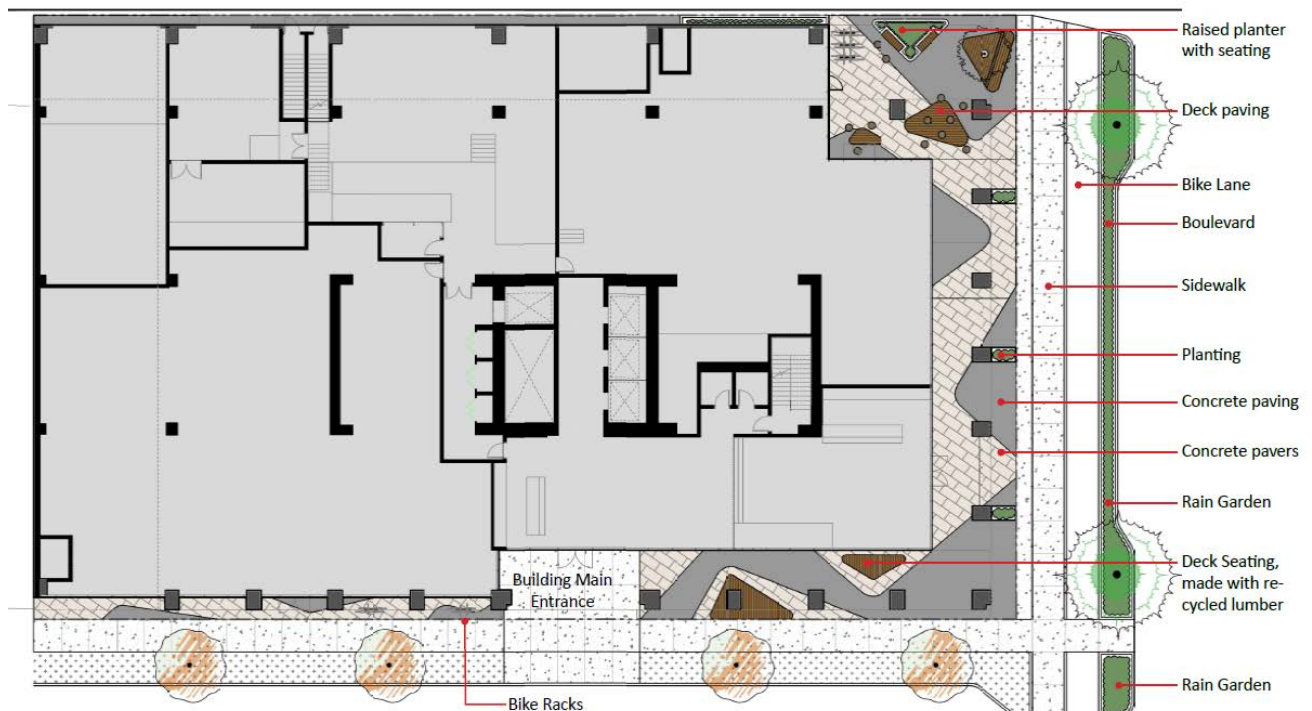 Raised planter
with seating
Deck paving
Bike Lane
Boulevard
Sidewalk
Planting
Concrete paving
Concrete pavers
Rain Garden
Deck Seating,
made with re-
cycled lumber
Building Main
Entrance
Rain Garden
Bike Racks